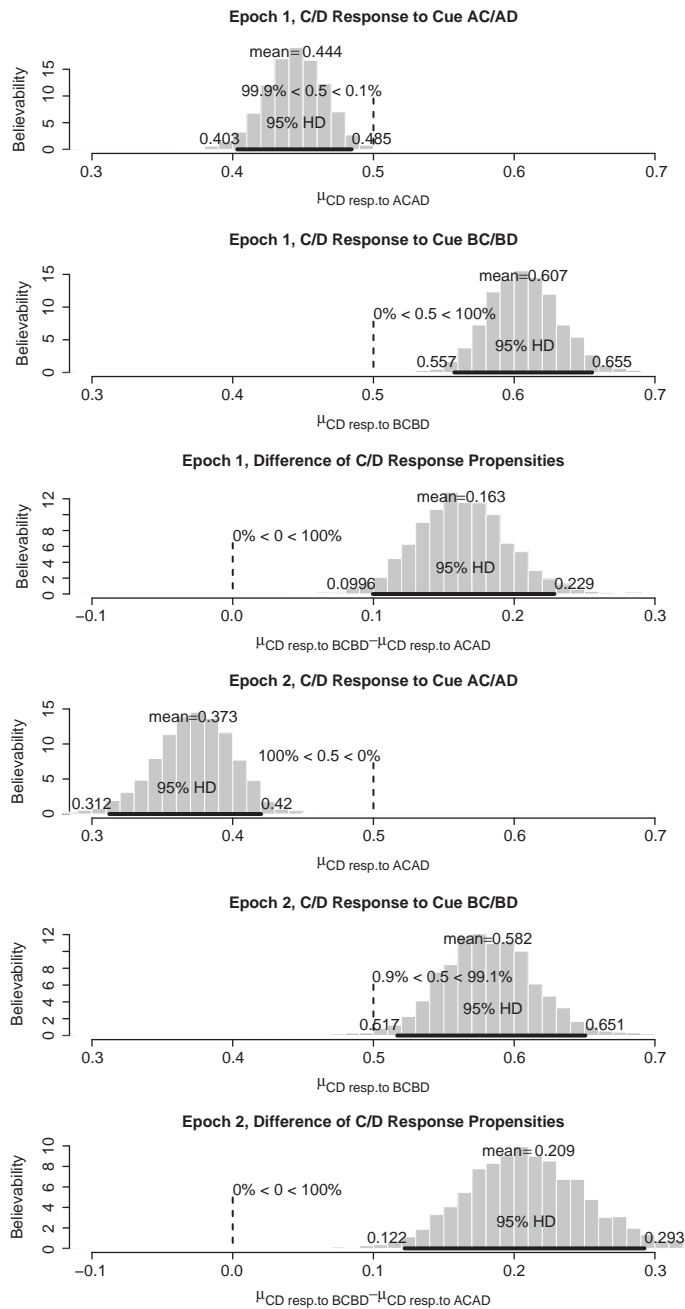 Epoch 1, C/D Response to Cue AC/AD
Believability
0 5 10 15
mean=0.444
99.9% < 0.5 < 0.1%
95% HD
0.403 0.485
0.3 0.4 0.5 0.6 0.7
μCD resp.to ACAD
Epoch 1, C/D Response to Cue BC/BD
Believability
0 5 10 15
mean=0.607
0% < 0.5 < 100%
95% HD
0.557 0.655
0.3 0.4 0.5 0.6 0.7
μCD resp.to BCBD
Epoch 1, Difference of C/D Response Propensities
Believability
0 2 4 6 8 12
mean=0.163
0% < 0 < 100%
95% HD
0.0996 0.229
−0.1 0.0 0.1 0.2 0.3
μCD resp.to BCBD−μCD resp.to ACAD
Epoch 2, C/D Response to Cue AC/AD
Believability
0 5 10 15
mean=0.373
100% < 0.5 < 0%
95% HD
0.312 0.42
0.3 0.4 0.5 0.6 0.7
μCD resp.to ACAD
Epoch 2, C/D Response to Cue BC/BD
Believability
0 2 4 6 8 12
mean=0.582
0.9% < 0.5 < 99.1%
95% HD
0.517 0.651
0.3 0.4 0.5 0.6 0.7
μCD resp.to BCBD
Epoch 2, Difference of C/D Response Propensities
Believability
0 2 4 6 8 10
mean=0.209
0% < 0 < 100%
95% HD
0.122 0.293
−0.1 0.0 0.1 0.2 0.3
μCD resp.to BCBD−μCD resp.to ACAD